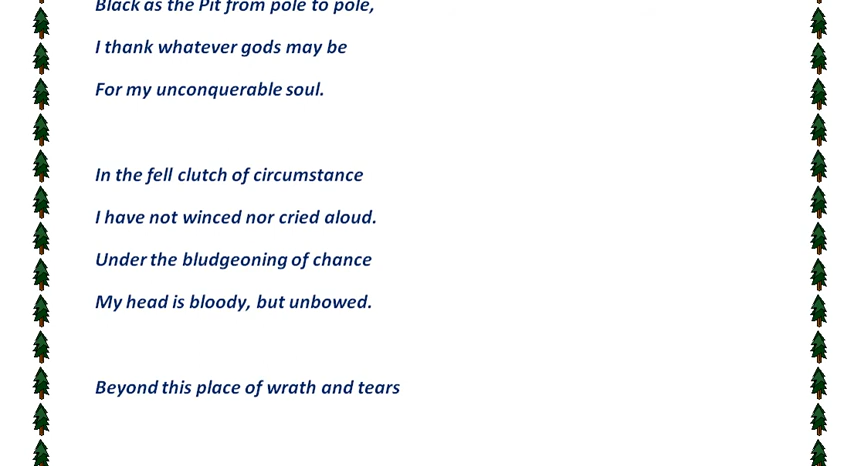 Black as the Pit from pole to pole,
I thank whatever gods may be
For my unconquerable soul.
In the fell clutch of circumstance
I have not winced nor cried aloud.
Under the bludgeoning of chance
My head is bloody, but unbowed.
Beyond this place of wrath and tears